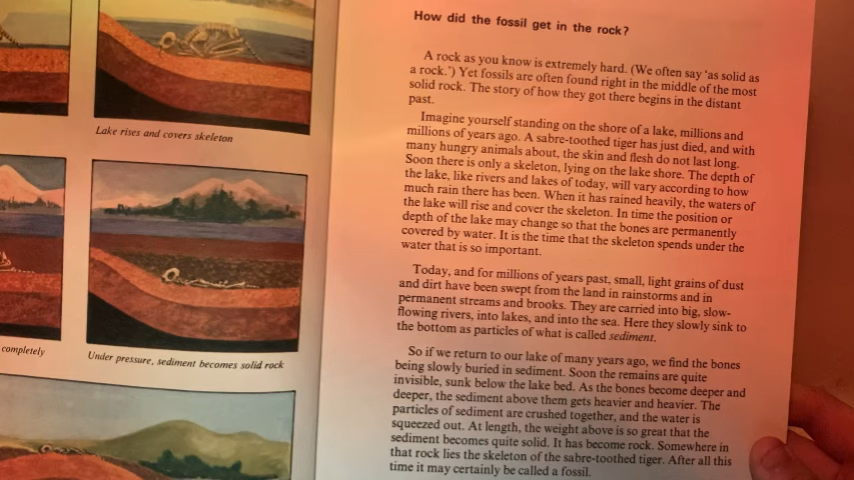 Lake rises and covers skeleton
completely
Under pressure, sediment becomes solid rock
How did the fossil get in the rock?
A rock as you know is extremely hard. (We often say 'as solid as
a rock.') Yet fossils are often found right in the middle of the most
solid rock. The story of how they got there begins in the distant
past.
Imagine yourself standing on the shore of a lake, millions and
millions of years ago. A sabre-toothed tiger has just died, and with
many hungry animals about, the skin and flesh do not last long.
Soon there is only a skeleton, lying on the lake shore. The depth of
the lake, like rivers and lakes of today, will vary according to how
much rain there has been. When it has rained heavily, the waters of
the lake will rise and cover the skeleton. In time the position or
depth of the lake may change so that the bones are permanently
covered by water. It is the time that the skeleton spends under the
water that is so important.
Today, and for millions of years past, small, light grains of dust
and dirt have been swept from the land in rainstorms and in
permanent streams and brooks. They are carried into big, slow-
flowing rivers, into lakes, and into the sea. Here they slowly sink to
the bottom as particles of what is called sediment.
So if we return to our lake of many years ago, we find the bones
being slowly buried in sediment. Soon the remains are quite
invisible, sunk below the lake bed. As the bones become deeper and
deeper, the sediment above them gets heavier and heavier. The
particles of sediment are crushed together, and the water is
squeezed out. At length, the weight above is so great that the
sediment becomes quite solid. It has become rock. Somewhere in
that rock lies the skeleton of the sabre-toothed tiger. After all this
time it may certainly be called a fossil.